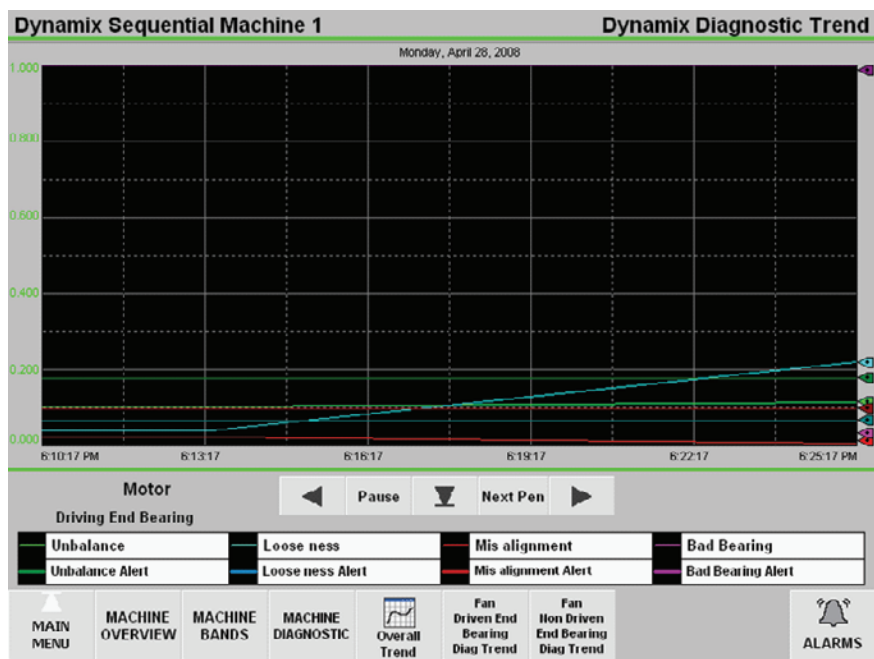 Dynamix Sequential Machine 1
Dynamix Diagnostic Trend
Monday, April 28, 2008
1.000
0.800
0.600
0.400
0.200
0.000
6:10:17 PM
6:13:17
6:16:17
6:19:17
6:22:17
6:25:17 PM
Motor
Driving End Bearing
Pause
Next Pen
Unbalance
Loose ness
Mis alignment
Bad Bearing
Unbalance Alert
Loose ness Alert
Mis alignment Alert
Bad Bearing Alert
MAIN
MENU
MACHINE
OVERVIEW
MACHINE
BANDS
MACHINE
DIAGNOSTIC
Overall
Trend
Fan
Driven End
Bearing
Diag Trend
Fan
Non Driven
End Bearing
Diag Trend
ALARMS